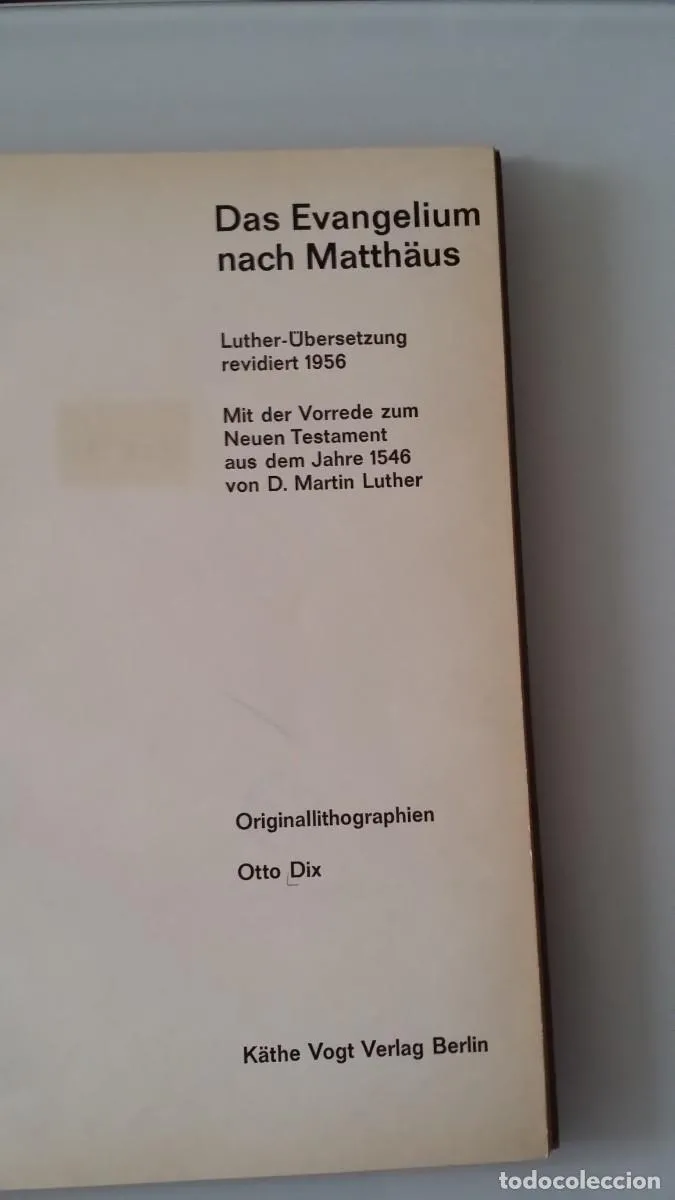 Das Evangelium
nach Matthäus
Luther-Übersetzung
revidiert 1956
Mit der Vorrede zum
Neuen Testament
aus dem Jahre 1546
von D. Martin Luther
Originallithographien
Otto Dix
Käthe Vogt Verlag Berlin
todocoleccion